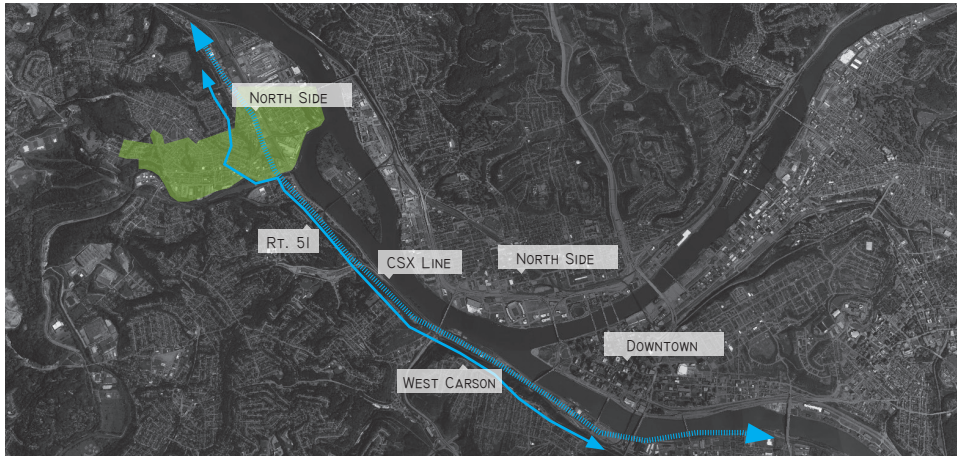 North Side
Rt. 51
CSX Line
North Side
Downtown
West Carson